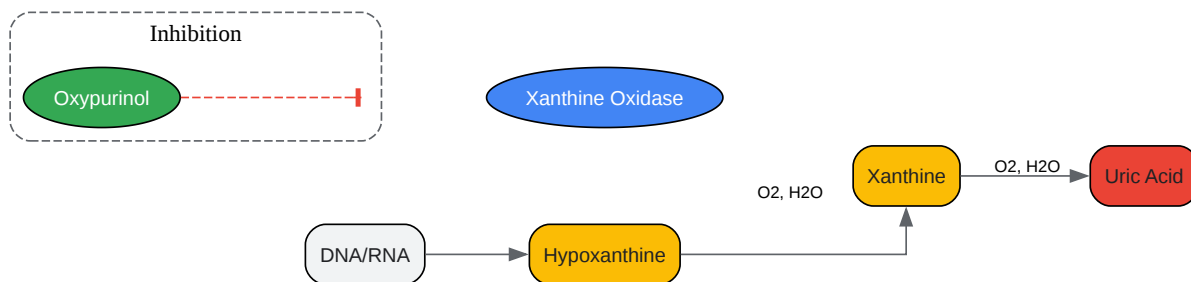 Inhibition
Oxypurinol
Xanthine Oxidase
Xanthine
O2, H2O
Uric Acid
O2, H2O
DNA/RNA
Hypoxanthine